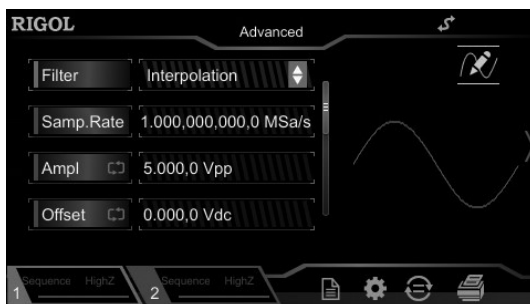 RIGOL
Advanced
Filter Interpolation
Samp.Rate 1.000,000,000,0 MSa/s
Ampl 5.000,0 Vpp
Offset 0.000,0 Vdc
1 Sequence HighZ 2 Sequence HighZ